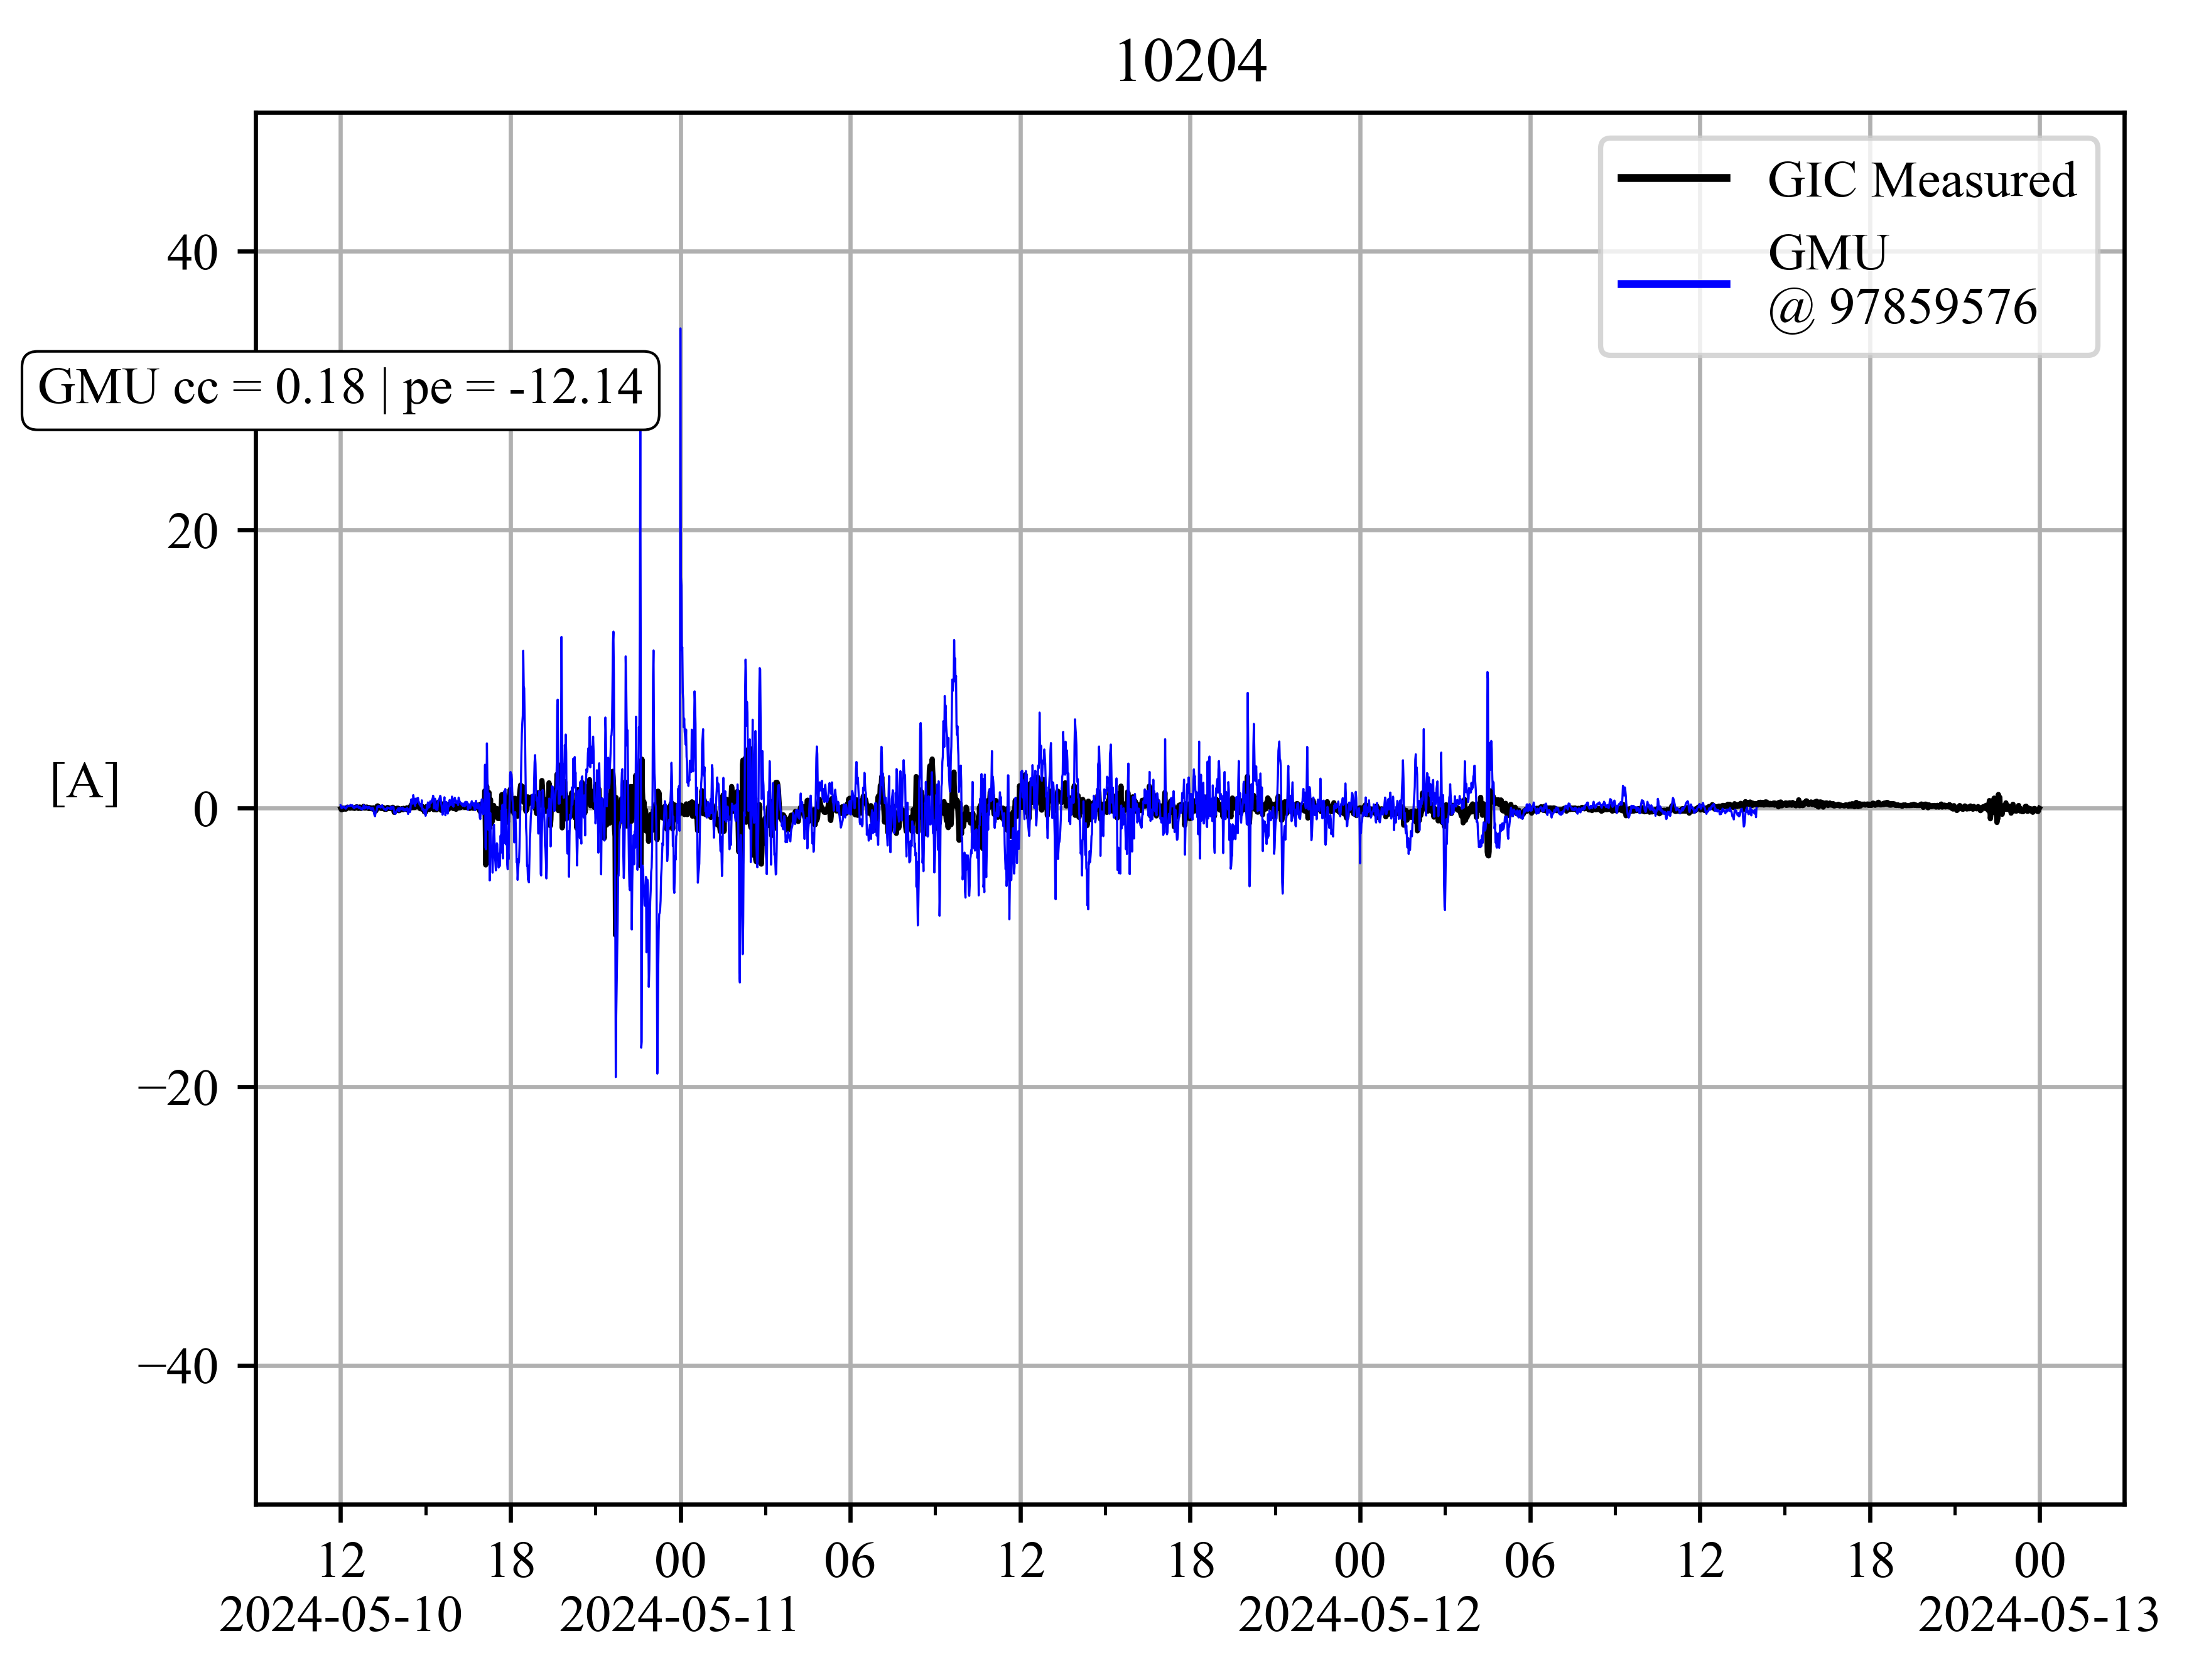 10204
GIC Measured
GMU
@ 97859576
GMU cc = 0.18 | pe = -12.14
40
20
[A]
0
−20
−40
12 18 00 06 12 18 00 06 12 18 00
2024-05-10 2024-05-11 2024-05-12 2024-05-13